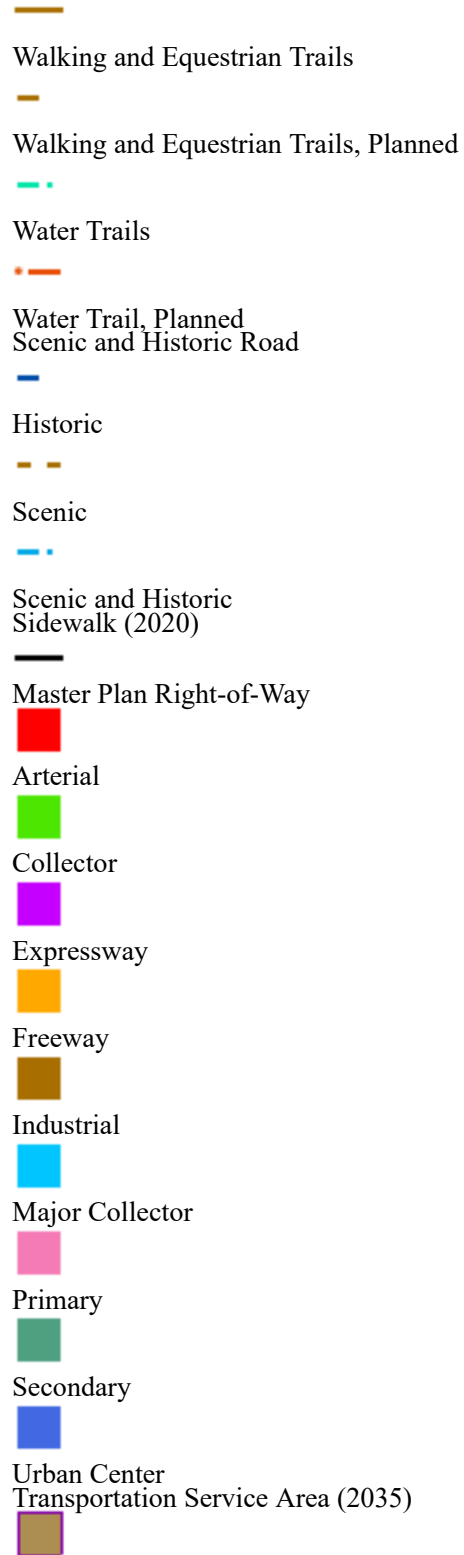 Walking and Equestrian Trails
Walking and Equestrian Trails, Planned
Water Trails
Water Trail, Planned
Scenic and Historic Road
Historic
Scenic
Scenic and Historic
Sidewalk (2020)
Master Plan Right-of-Way
Arterial
Collector
Expressway
Freeway
Industrial
Major Collector
Primary
Secondary
Urban Center
Transportation Service Area (2035)